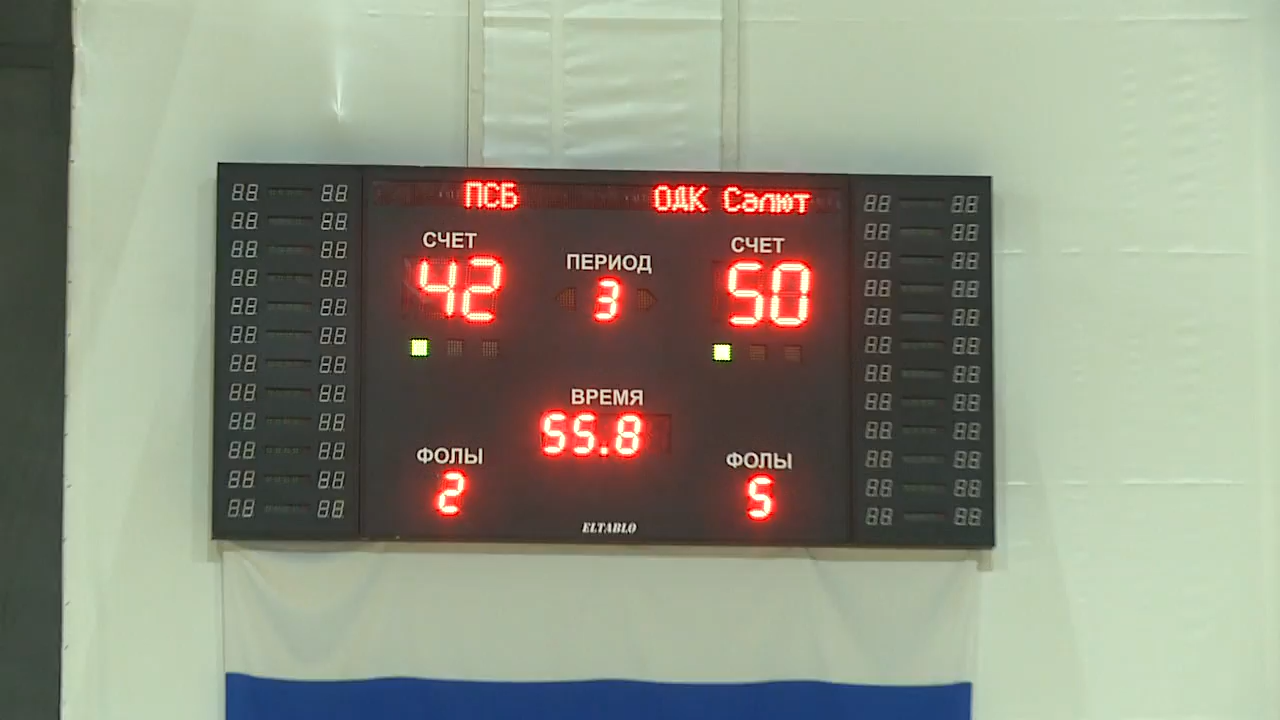 ПСБ ОДК Салют
СЧЕТ СЧЕТ
ПЕРИОД
42 3 50
ВРЕМЯ
55.8
ФОЛЫ ФОЛЫ
2 5
ELTABLO